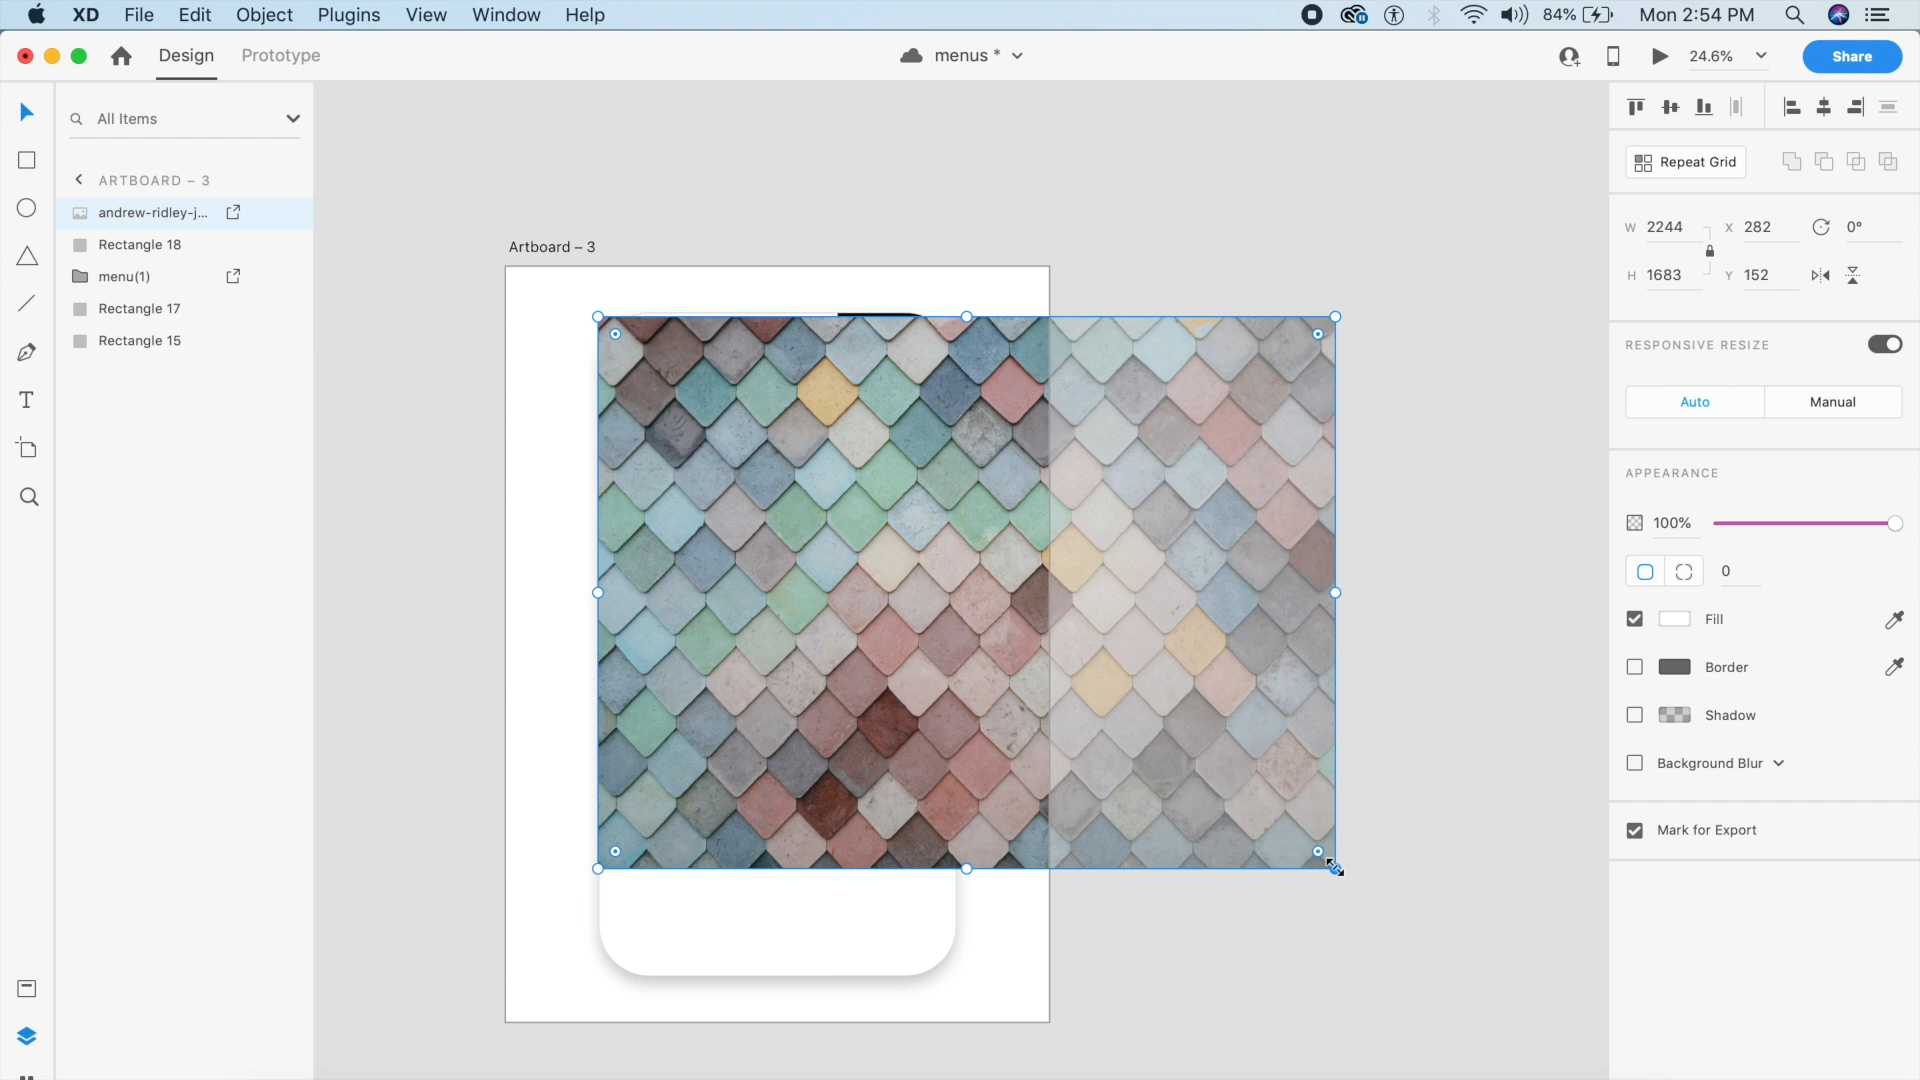 XD File Edit Object Plugins View Window Help 84% Mon 2:54 PM
Design Prototype menus * 24.6% Share
All Items
ARTBOARD – 3
andrew-ridley-j...
Rectangle 18
menu(1)
Rectangle 17
Rectangle 15
Artboard – 3
Repeat Grid
W 2244 X 282 0°
H 1683 Y 152
RESPONSIVE RESIZE
Auto Manual
APPEARANCE
100%
0
Fill
Border
Shadow
Background Blur
Mark for Export